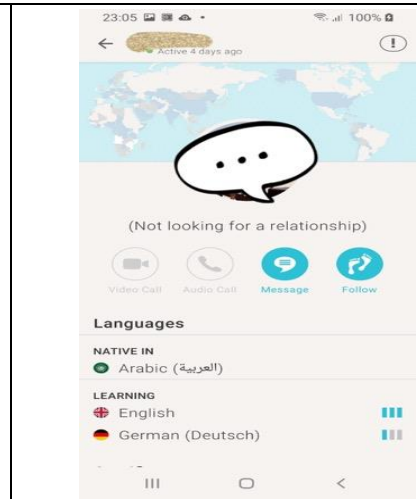 23:05 100%
Active 4 days ago
(Not looking for a relationship)
Video Call Audio Call Message Follow
Languages
NATIVE IN
Arabic (العربية)
LEARNING
English
German (Deutsch)